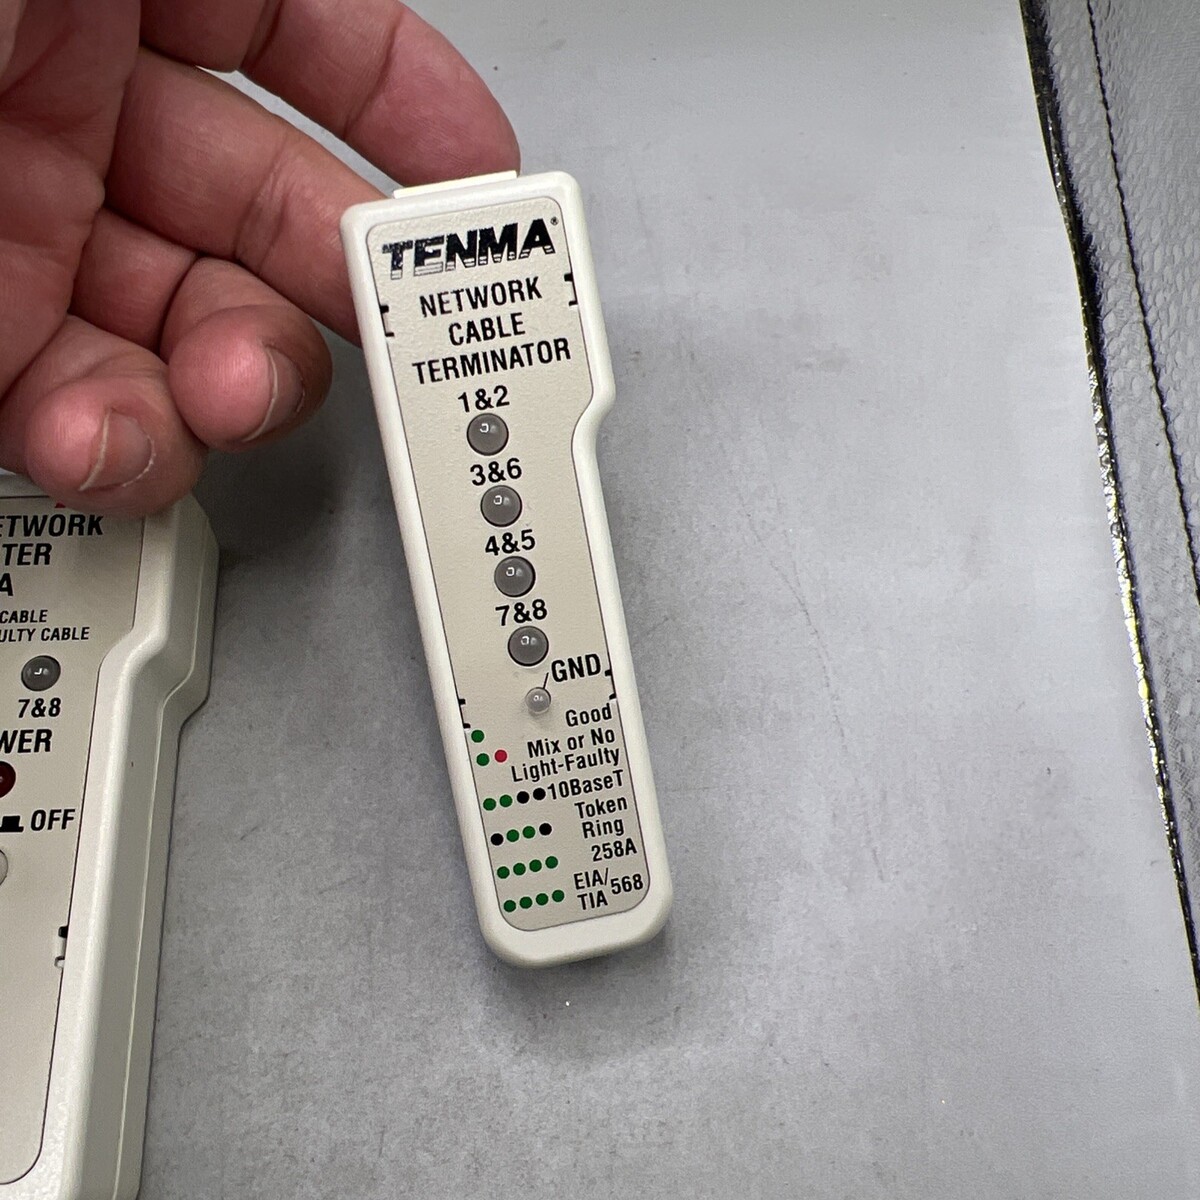 TENMA®
NETWORK
CABLE
TERMINATOR
1&2
3&6
4&5
7&8
GND
Good
Mix or No
Light-Faulty
10BaseT
Token
Ring
258A
EIA/
TIA 568
ETWORK
TER
A
CABLE
ULTY CABLE
7&8
WER
OFF